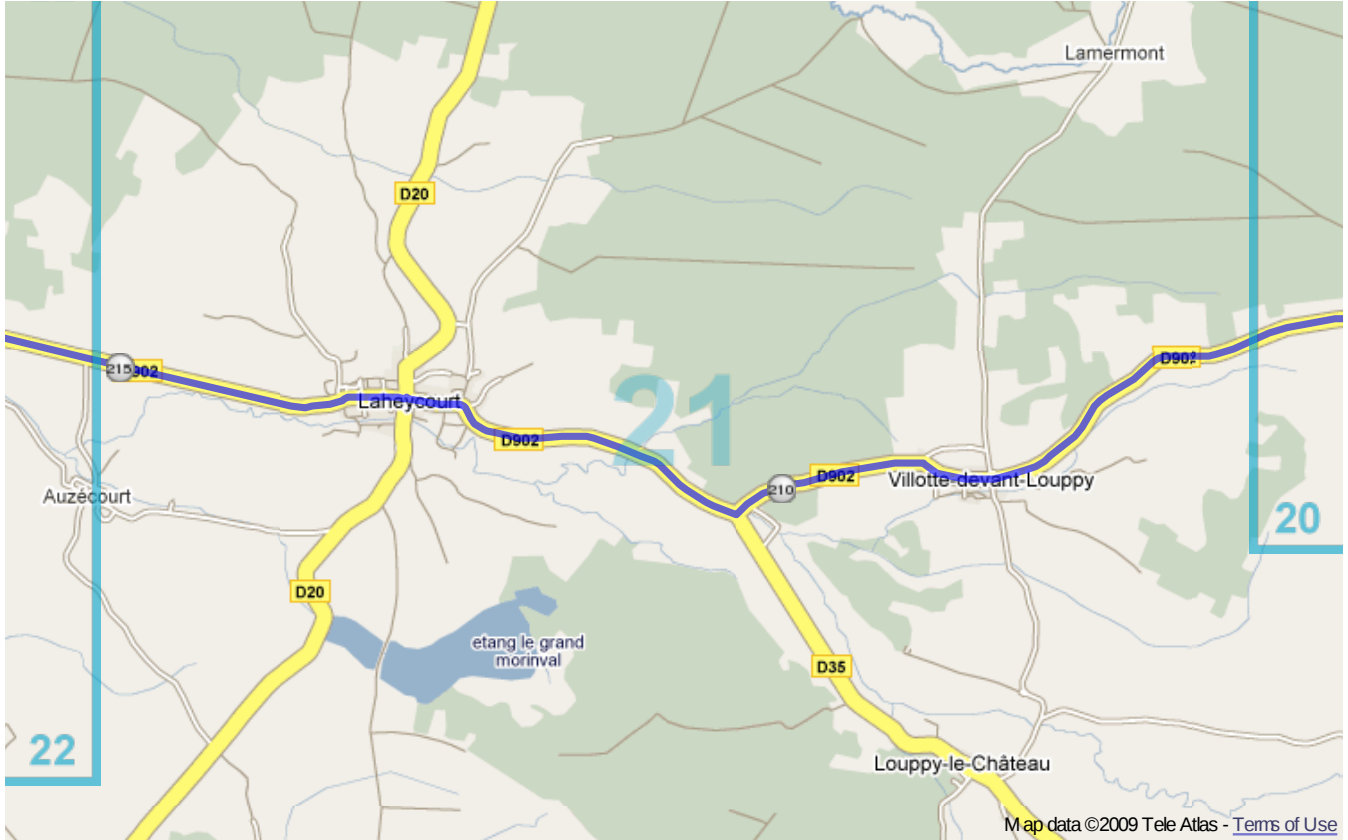 Lamermont
D20
D902
215
902
Laheycourt
21
D902
D902
210
Villotte-devant-Louppy
Auzécourt
20
D20
etang le grand
morinval
D35
22
Louppy-le-Château
Map data ©2009 Tele Atlas - Terms of Use